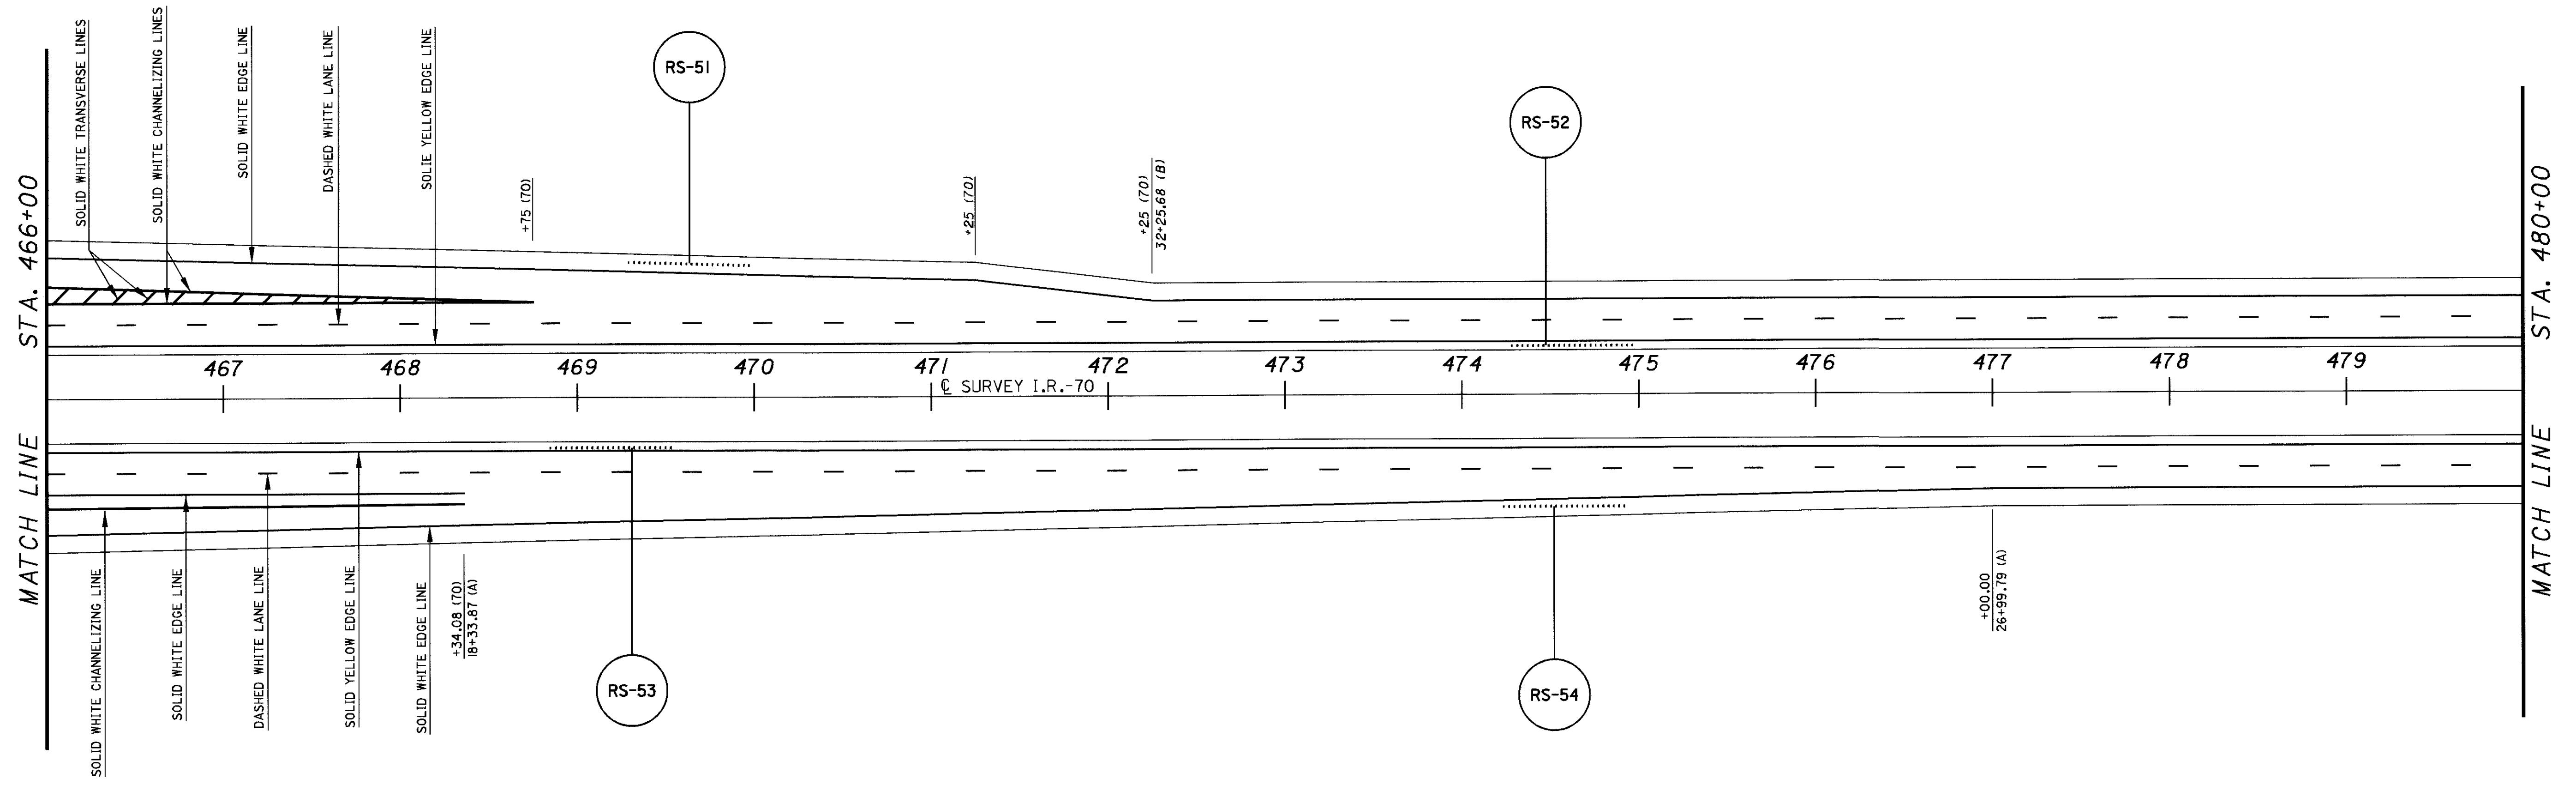 SOLID WHITE TRANSVERSE LINES
SOLID WHITE CHANNELIZING LINES
SOLID WHITE EDGE LINE
DASHED WHITE LANE LINE
SOLIE YELLOW EDGE LINE
+75 (70)
RS-51
+25 (70)
+25 (70)
32+25.68 (B)
RS-52
STA. 466+00
STA. 480+00
467
468
469
470
471
472
473
474
475
476
477
478
479
℄ SURVEY I.R.-70
MATCH LINE
MATCH LINE
SOLID WHITE CHANNELIZING LINE
SOLID WHITE EDGE LINE
DASHED WHITE LANE LINE
SOLID YELLOW EDGE LINE
SOLID WHITE EDGE LINE
+34.08 (70)
18+33.87 (A)
RS-53
RS-54
+00.00
26+99.79 (A)